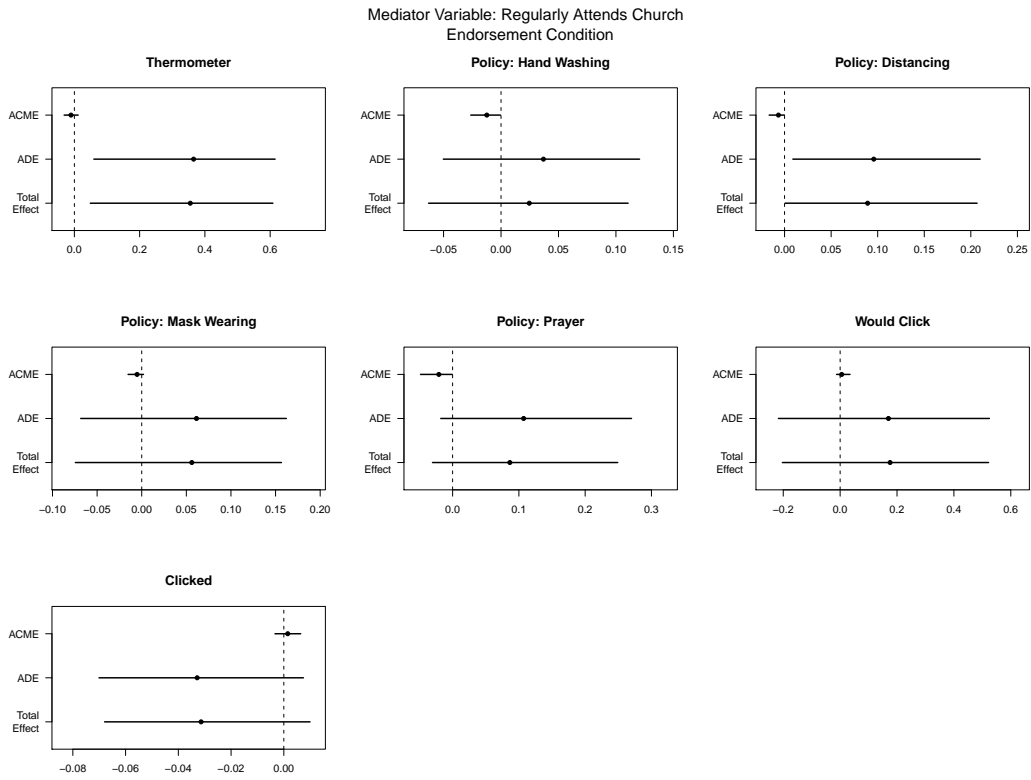 Mediator Variable: Regularly Attends Church
Endorsement Condition
Thermometer
ACME
ADE
Total
Effect
0.0 0.2 0.4 0.6
Policy: Hand Washing
ACME
ADE
Total
Effect
−0.05 0.00 0.05 0.10 0.15
Policy: Distancing
ACME
ADE
Total
Effect
0.00 0.05 0.10 0.15 0.20 0.25
Policy: Mask Wearing
ACME
ADE
Total
Effect
−0.10 −0.05 0.00 0.05 0.10 0.15 0.20
Policy: Prayer
ACME
ADE
Total
Effect
0.0 0.1 0.2 0.3
Would Click
ACME
ADE
Total
Effect
−0.2 0.0 0.2 0.4 0.6
Clicked
ACME
ADE
Total
Effect
−0.08 −0.06 −0.04 −0.02 0.00